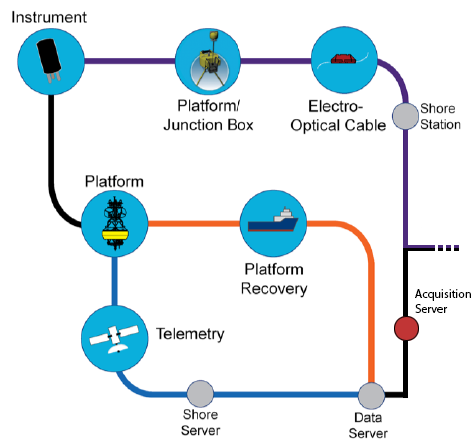 Instrument
Platform/
Junction Box
Electro-
Optical Cable
Shore
Station
Platform
Platform
Recovery
Acquisition
Server
Telemetry
Shore
Server
Data
Server